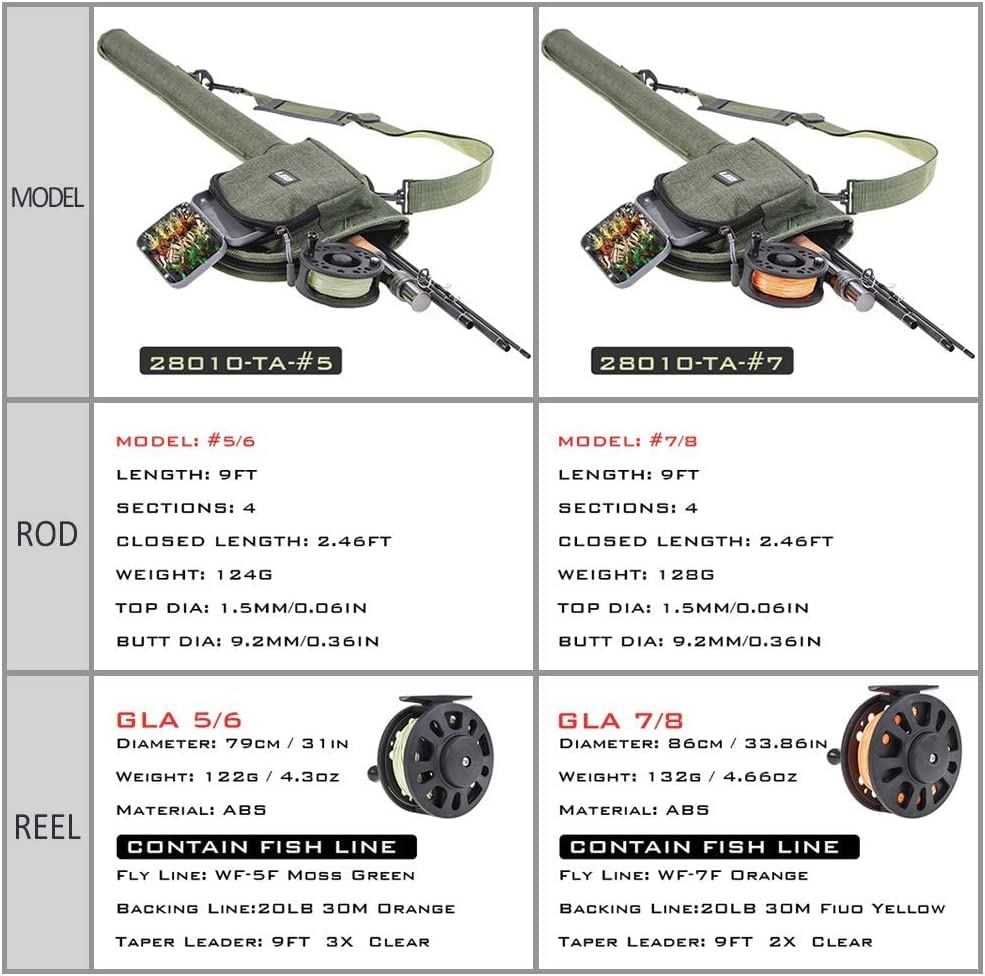 MODEL
28010-TA-#5
28010-TA-#7
ROD
MODEL: #5/6
LENGTH: 9FT
SECTIONS: 4
CLOSED LENGTH: 2.46FT
WEIGHT: 124G
TOP DIA: 1.5MM/0.06IN
BUTT DIA: 9.2MM/0.36IN
MODEL: #7/8
LENGTH: 9FT
SECTIONS: 4
CLOSED LENGTH: 2.46FT
WEIGHT: 128G
TOP DIA: 1.5MM/0.06IN
BUTT DIA: 9.2MM/0.36IN
REEL
GLA 5/6
DIAMETER: 79CM / 31IN
WEIGHT: 122G / 4.3OZ
MATERIAL: ABS
CONTAIN FISH LINE
FLY LINE: WF-5F MOSS GREEN
BACKING LINE:20LB 30M ORANGE
TAPER LEADER: 9FT 3X CLEAR
GLA 7/8
DIAMETER: 86CM / 33.86IN
WEIGHT: 132G / 4.66OZ
MATERIAL: ABS
CONTAIN FISH LINE
FLY LINE: WF-7F ORANGE
BACKING LINE:20LB 30M FIUO YELLOW
TAPER LEADER: 9FT 2X CLEAR